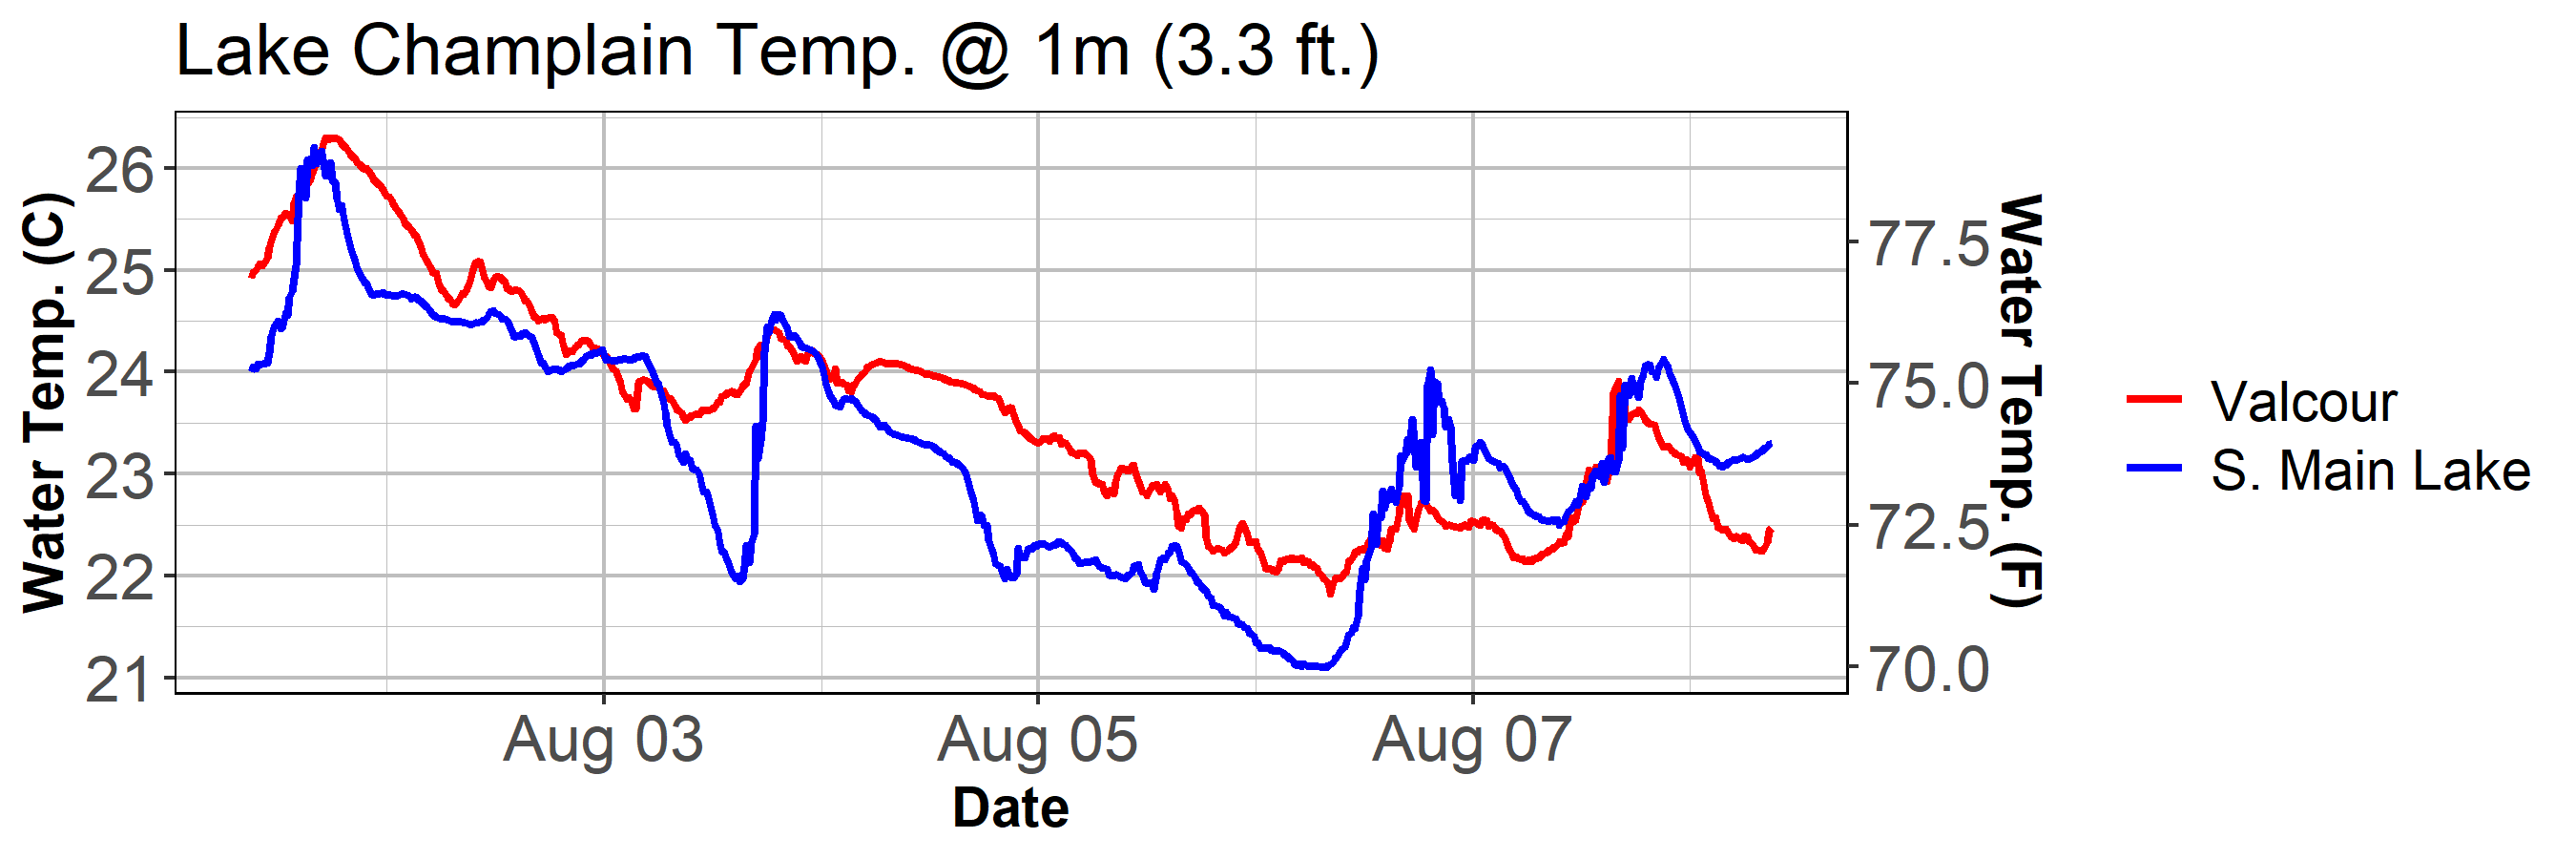 Lake Champlain Temp. @ 1m (3.3 ft.)
Water Temp. (C)
26
25
24
23
22
21
77.5
75.0
72.5
70.0
Water Temp. (F)
Aug 03 Aug 05 Aug 07
Date
Valcour
S. Main Lake